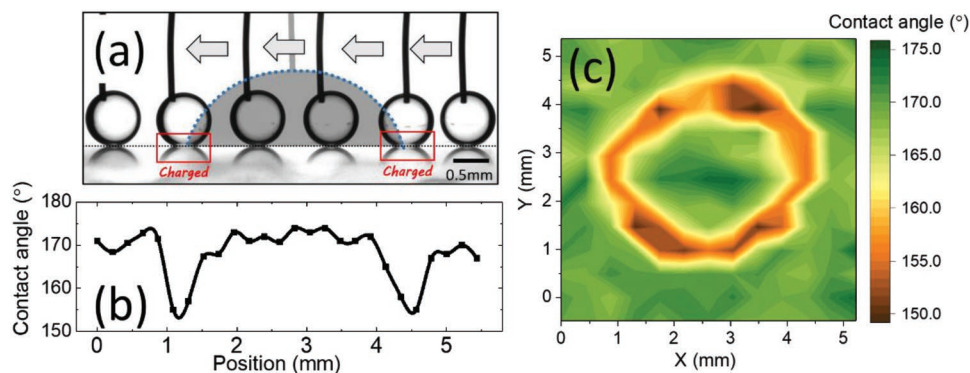 (a)
Charged
Charged
0.5mm
Contact angle (°)
180
170
160
150
(b)
0
1
2
3
4
5
Position (mm)
(c)
Y (mm)
5
4
3
2
1
0
0
1
2
3
4
5
X (mm)
Contact angle (°)
175.0
170.0
165.0
160.0
155.0
150.0